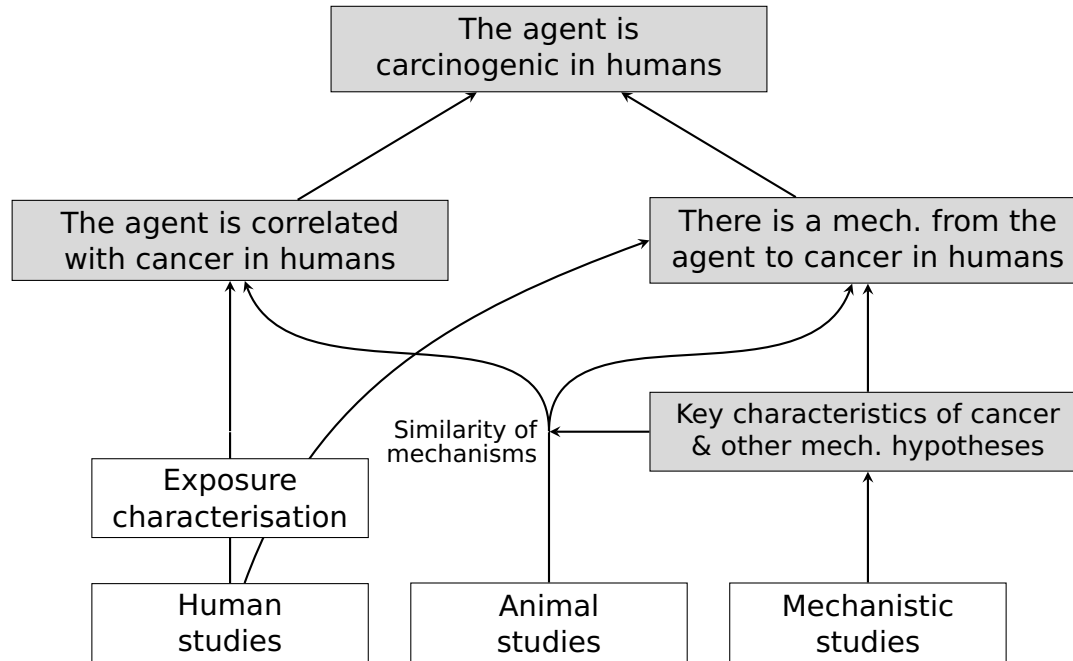 The agent is
carcinogenic in humans
The agent is correlated
with cancer in humans
There is a mech. from the
agent to cancer in humans
Similarity of
mechanisms
Key characteristics of cancer
& other mech. hypotheses
Exposure
characterisation
Human
studies
Animal
studies
Mechanistic
studies